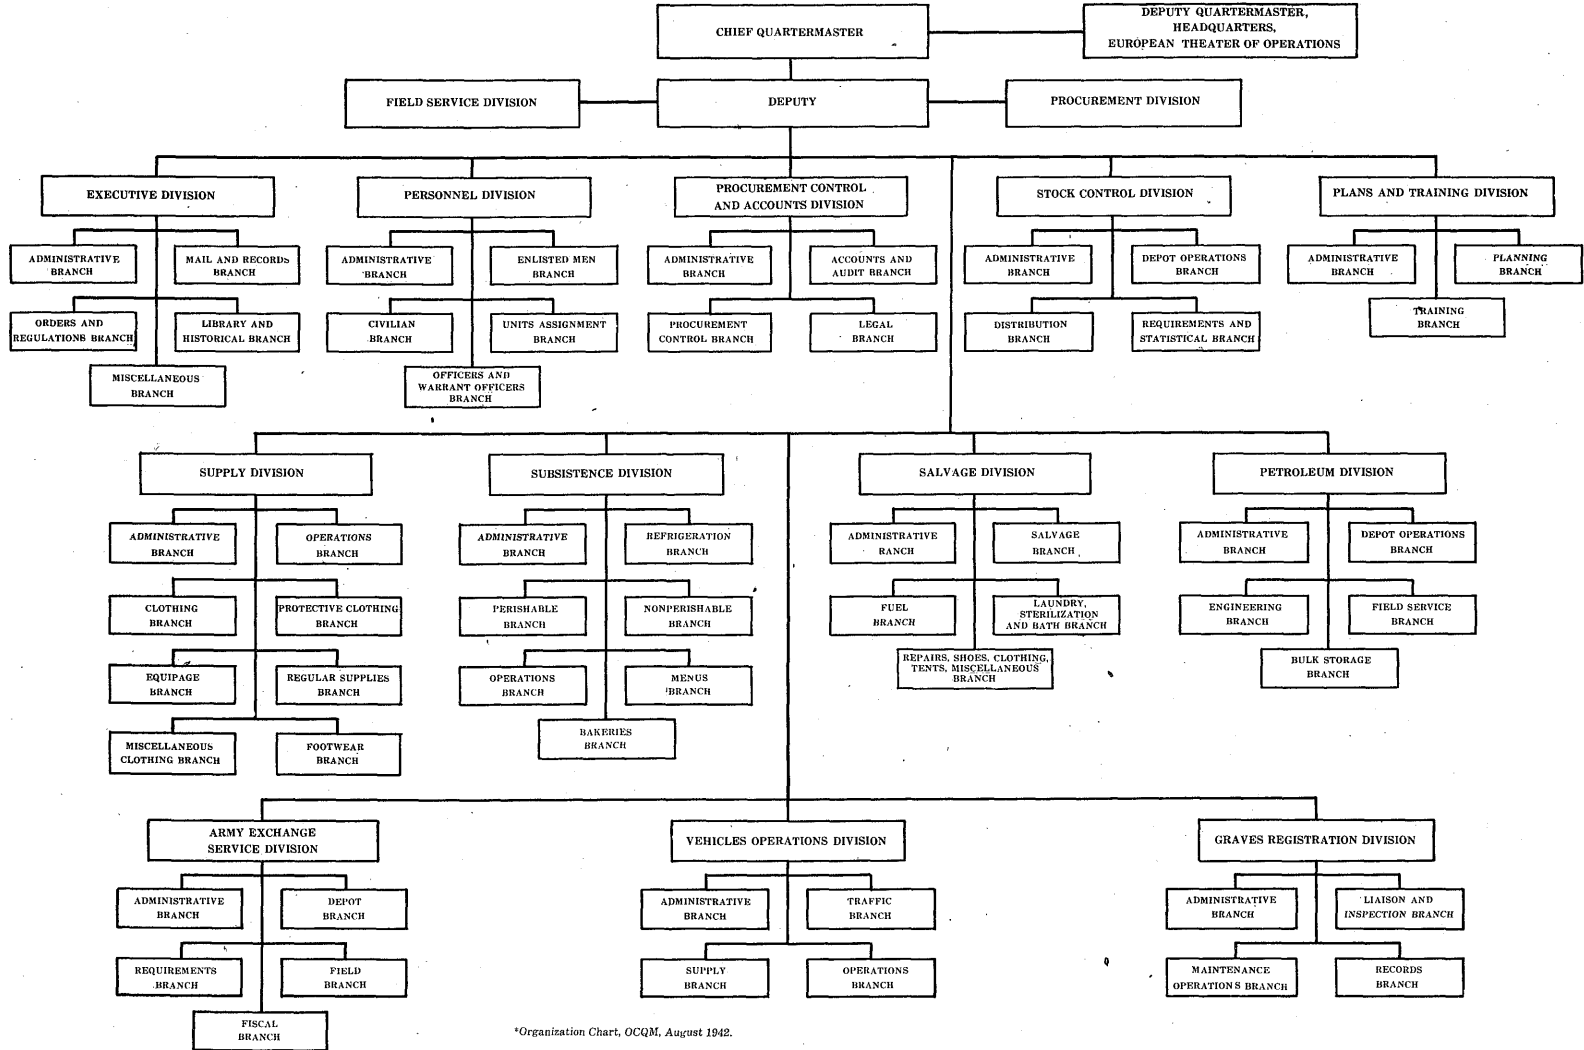 CHIEF QUARTERMASTER
DEPUTY QUARTERMASTER,
HEADQUARTERS,
EUROPEAN THEATER OF OPERATIONS
FIELD SERVICE DIVISION
DEPUTY
PROCUREMENT DIVISION
EXECUTIVE DIVISION
PERSONNEL DIVISION
PROCUREMENT CONTROL
AND ACCOUNTS DIVISION
STOCK CONTROL DIVISION
PLANS AND TRAINING DIVISION
ADMINISTRATIVE
BRANCH
MAIL AND RECORDS
BRANCH
ADMINISTRATIVE
BRANCH
ENLISTED MEN
BRANCH
ADMINISTRATIVE
BRANCH
ACCOUNTS AND
AUDIT BRANCH
ADMINISTRATIVE
BRANCH
DEPOT OPERATIONS
BRANCH
ADMINISTRATIVE
BRANCH
PLANNING
BRANCH
ORDERS AND
REGULATIONS BRANCH
LIBRARY AND
HISTORICAL BRANCH
CIVILIAN
BRANCH
UNITS ASSIGNMENT
BRANCH
PROCUREMENT
CONTROL BRANCH
LEGAL
BRANCH
DISTRIBUTION
BRANCH
REQUIREMENTS AND
STATISTICAL BRANCH
TRAINING
BRANCH
MISCELLANEOUS
BRANCH
OFFICERS AND
WARRANT OFFICERS
BRANCH
SUPPLY DIVISION
SUBSISTENCE DIVISION
SALVAGE DIVISION
PETROLEUM DIVISION
ADMINISTRATIVE
BRANCH
OPERATIONS
BRANCH
ADMINISTRATIVE
BRANCH
REFRIGERATION
BRANCH
ADMINISTRATIVE
RANCH
SALVAGE
BRANCH
ADMINISTRATIVE
BRANCH
DEPOT OPERATIONS
BRANCH
CLOTHING
BRANCH
PROTECTIVE CLOTHING
BRANCH
PERISHABLE
BRANCH
NONPERISHABLE
BRANCH
FUEL
BRANCH
LAUNDRY,
STERILIZATION
AND BATH BRANCH
ENGINEERING
BRANCH
FIELD SERVICE
BRANCH
EQUIPAGE
BRANCH
REGULAR SUPPLIES
BRANCH
OPERATIONS
BRANCH
MENUS
BRANCH
REPAIRS, SHOES, CLOTHING,
TENTS, MISCELLANEOUS
BRANCH
BULK STORAGE
BRANCH
MISCELLANEOUS
CLOTHING BRANCH
FOOTWEAR
BRANCH
BAKERIES
BRANCH
ARMY EXCHANGE
SERVICE DIVISION
VEHICLES OPERATIONS DIVISION
GRAVES REGISTRATION DIVISION
ADMINISTRATIVE
BRANCH
DEPOT
BRANCH
ADMINISTRATIVE
BRANCH
TRAFFIC
BRANCH
ADMINISTRATIVE
BRANCH
LIAISON AND
INSPECTION BRANCH
REQUIREMENTS
BRANCH
FIELD
BRANCH
SUPPLY
BRANCH
OPERATIONS
BRANCH
MAINTENANCE
OPERATIONS BRANCH
RECORDS
BRANCH
FISCAL
BRANCH
*Organization Chart, OCQM, August 1942.